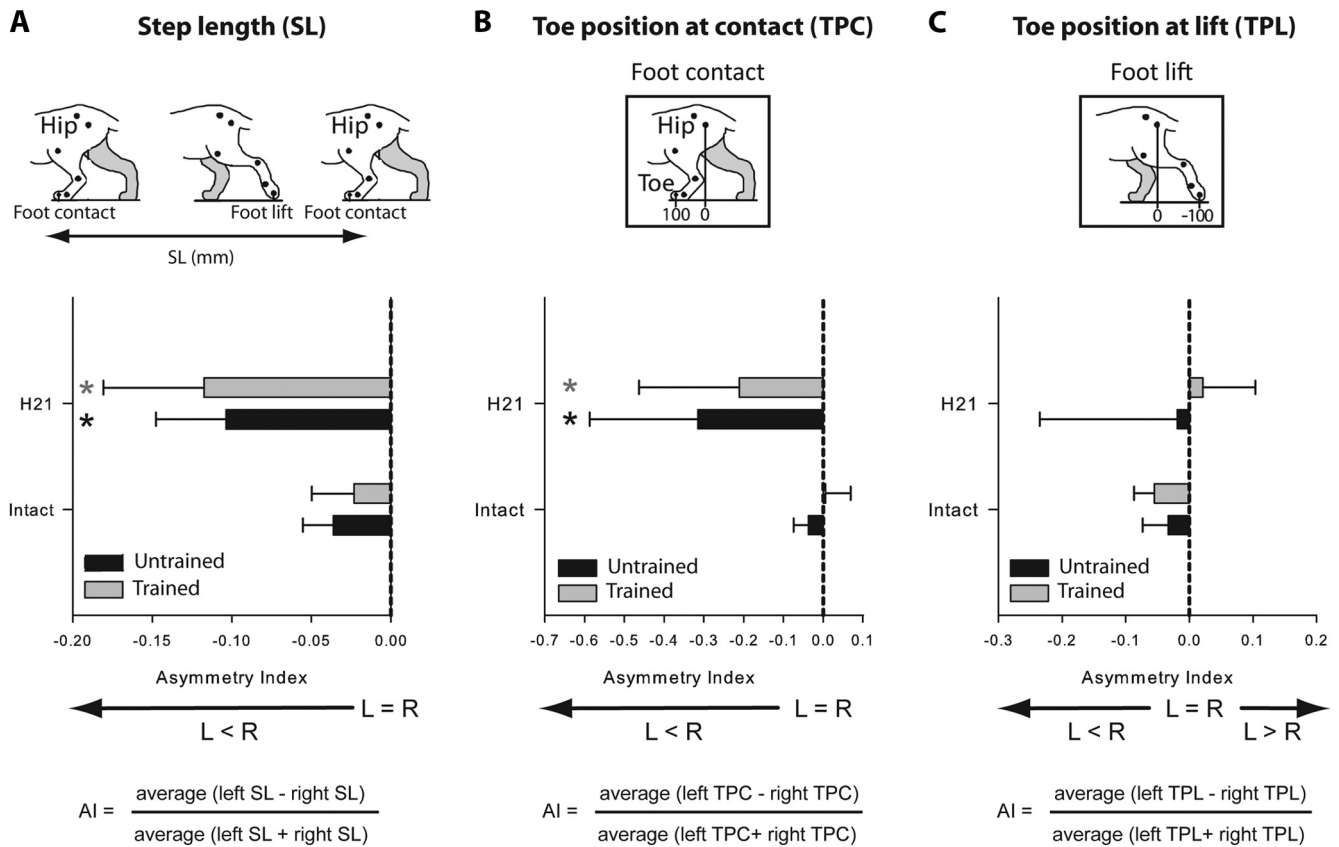 A Step length (SL)
Hip
Hip
Foot contact
Foot lift
Foot contact
SL (mm)
H21
*
*
Intact
Untrained
Trained
-0.20
-0.15
-0.10
-0.05
0.00
Asymmetry Index
L = R
L < R
AI =
average (left SL - right SL)
average (left SL + right SL)
B Toe position at contact (TPC)
Foot contact
Hip
Toe
100 0
H21
*
*
Intact
Untrained
Trained
-0.7 -0.6 -0.5 -0.4 -0.3 -0.2 -0.1 0.0 0.1
Asymmetry Index
L = R
L < R
AI =
average (left TPC - right TPC)
average (left TPC+ right TPC)
C Toe position at lift (TPL)
Foot lift
Hip
0 -100
H21
Intact
Untrained
Trained
-0.3 -0.2 -0.1 0.0 0.1 0.2
Asymmetry Index
L = R
L < R L > R
AI =
average (left TPL - right TPL)
average (left TPL+ right TPL)